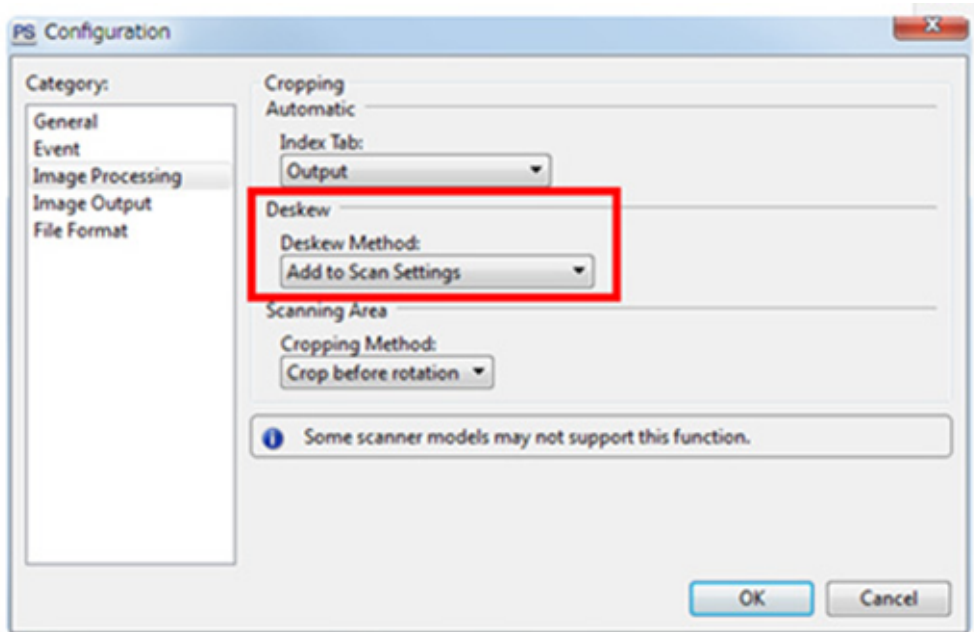 PS Configuration
Category:
General
Event
Image Processing
Image Output
File Format
Cropping
Automatic
Index Tab:
Output
Deskew
Deskew Method:
Add to Scan Settings
Scanning Area
Cropping Method:
Crop before rotation
Some scanner models may not support this function.
OK
Cancel